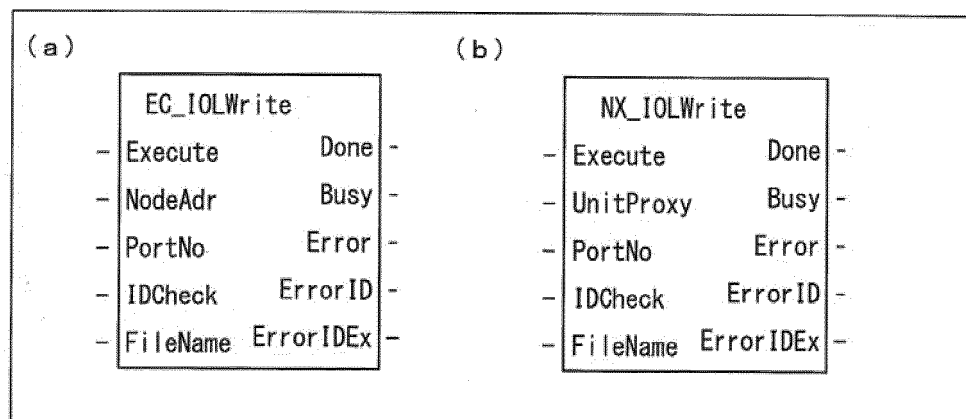 (a)
EC_IOLWrite
Execute Done
NodeAdr Busy
PortNo Error
IDCheck ErrorID
FileName ErrorIDEx
(b)
NX_IOLWrite
Execute Done
UnitProxy Busy
PortNo Error
IDCheck ErrorID
FileName ErrorIDEx